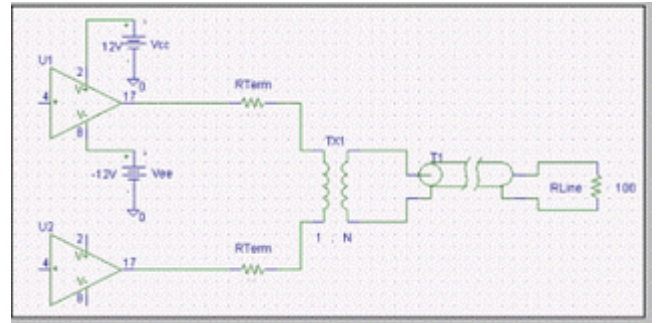 12V Vcc
U1
2
V+
0
RTerm
4 17
V-
8
TX1
T1
-12V Vee
RLine 100
0
U2
2
RTerm
1 : N
V+
4 17
V-
8